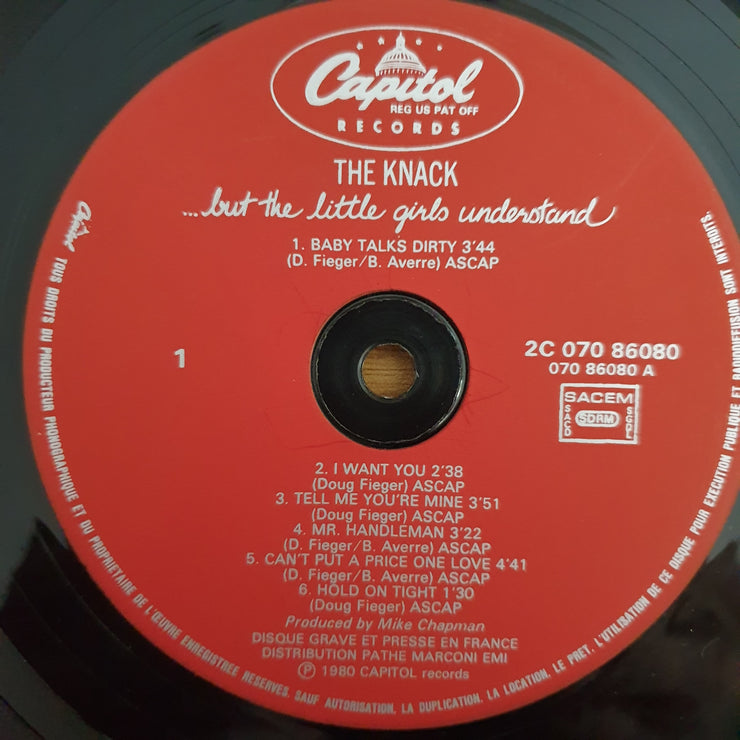 Capitol
REG US PAT OFF
RECORDS
THE KNACK
...but the little girls understand
1. BABY TALKS DIRTY 3'44
(D. Fieger/B. Averre) ASCAP
1
2C 070 86080
070 86080 A
SACEM
SACD
SDRM
SGDL
2. I WANT YOU 2'38
(Doug Fieger) ASCAP
3. TELL ME YOU'RE MINE 3'51
(Doug Fieger) ASCAP
4. MR. HANDLEMAN 3'22
(D. Fieger/B. Averre) ASCAP
5. CAN'T PUT A PRICE ONE LOVE 4'41
(D. Fieger/B. Averre) ASCAP
6. HOLD ON TIGHT 1'30
(Doug Fieger) ASCAP
Produced by Mike Chapman
DISQUE GRAVE ET PRESSE EN FRANCE
DISTRIBUTION PATHE MARCONI EMI
℗ 1980 CAPITOL records
Capitol TOUS DROITS DU PRODUCTEUR PHONOGRAPHIQUE ET DU PROPRIETAIRE DE L'ŒUVRE ENREGISTREE RESERVES. SAUF AUTORISATION, LA DUPLICATION, LA LOCATION, LE PRET, L'UTILISATION DE CE DISQUE POUR EXECUTION PUBLIQUE ET RADIODIFFUSION SONT INTERDITS.